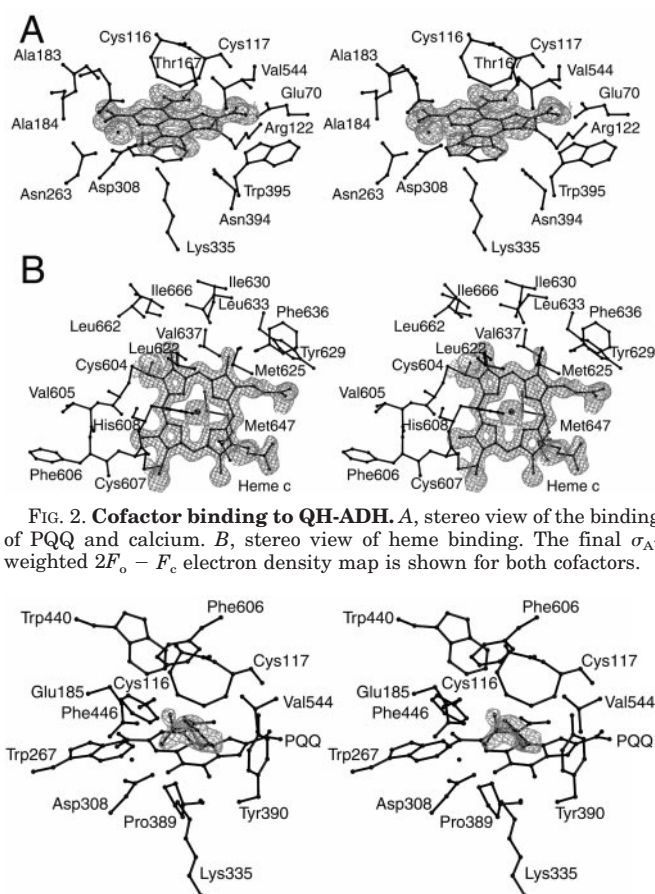 A
Cys116 Cys117 Cys116 Cys117
Ala183 Thr167 Val544 Ala183 Thr167 Val544
Glu70 Glu70
Ala184 Arg122 Ala184 Arg122
Asn263 Asp308 Trp395 Asn263 Asp308 Trp395
Asn394 Asn394
Lys335 Lys335
B
Ile666 Ile630 Ile666 Ile630
Leu633 Phe636 Leu633 Phe636
Leu662 Val637 Leu662 Val637
Cys604 Leu622 Tyr629 Cys604 Leu622 Tyr629
Met625 Met625
Val605 Val605
His608 Met647 His608 Met647
Phe606 Cys607 Heme c Phe606 Cys607 Heme c
FIG. 2. Cofactor binding to QH-ADH. A, stereo view of the binding
of PQQ and calcium. B, stereo view of heme binding. The final σA-
weighted 2Fo − Fc electron density map is shown for both cofactors.
Trp440 Phe606 Trp440 Phe606
Cys117 Cys117
Glu185 Cys116 Val544 Glu185 Cys116 Val544
Phe446 Phe446
Trp267 PQQ Trp267 PQQ
Asp308 Tyr390 Asp308 Tyr390
Pro389 Pro389
Lys335 Lys335